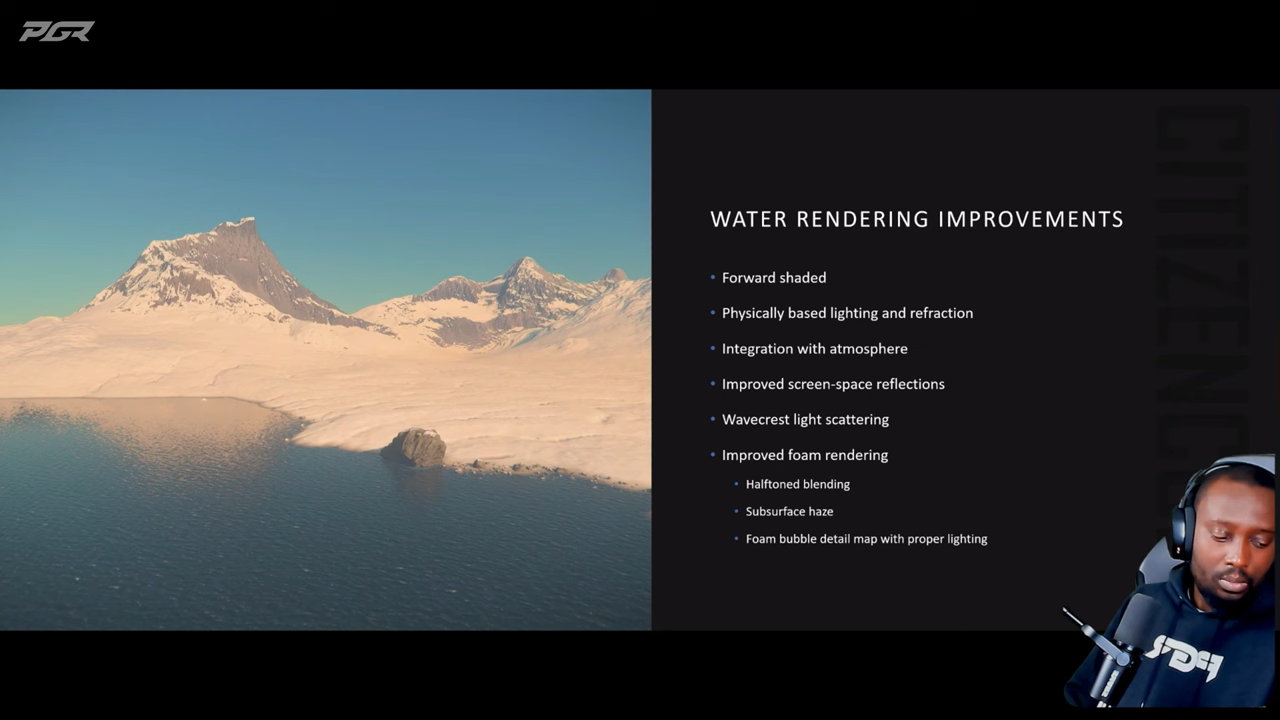 PGR
WATER RENDERING IMPROVEMENTS
• Forward shaded
• Physically based lighting and refraction
• Integration with atmosphere
• Improved screen-space reflections
• Wavecrest light scattering
• Improved foam rendering
• Halftoned blending
• Subsurface haze
• Foam bubble detail map with proper lighting
PGR